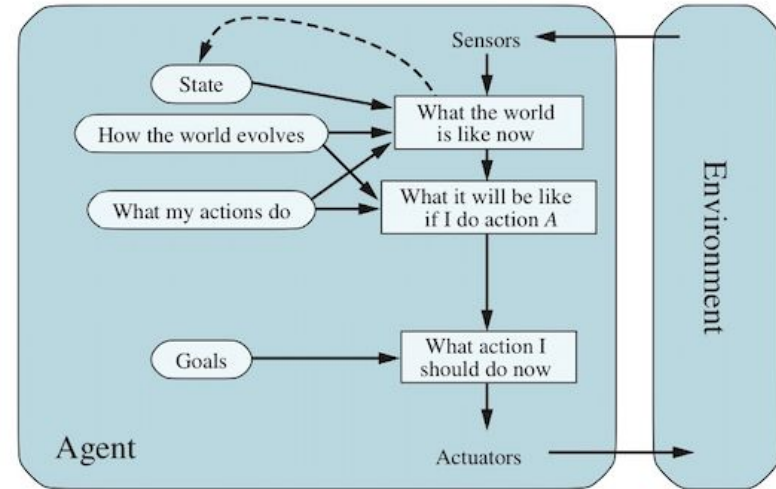 Sensors
State
What the world
is like now
How the world evolves
What it will be like
if I do action A
What my actions do
Environment
What action I
should do now
Goals
Agent
Actuators